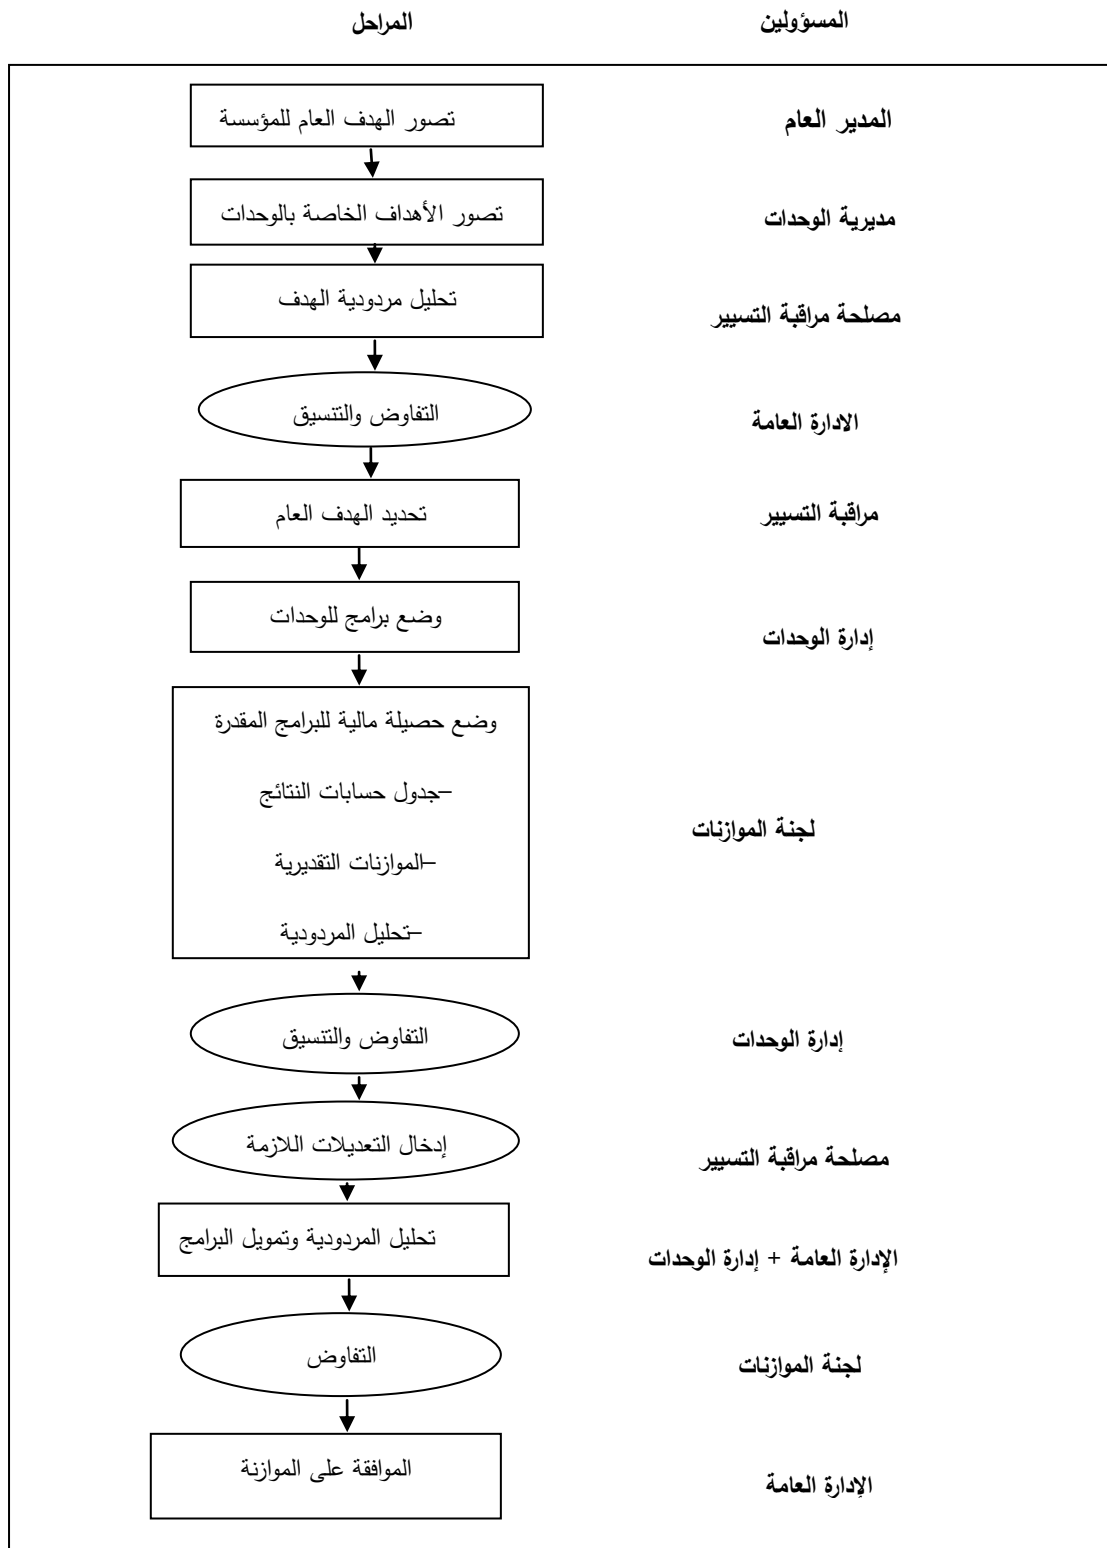 المسؤولين
المراحل
المدير العام
تصور الهدف العام للمؤسسة
مديرية الوحدات
تصور الأهداف الخاصة بالوحدات
مصلحة مراقبة التسيير
تحليل مردودية الهدف
الادارة العامة
التفاوض والتنسيق
مراقبة التسيير
تحديد الهدف العام
إدارة الوحدات
وضع برامج للوحدات
لجنة الموازنات
وضع حصيلة مالية للبرامج المقدرة
–جدول حسابات النتائج
–الموازنات التقديرية
–تحليل المردودية
إدارة الوحدات
التفاوض والتنسيق
مصلحة مراقبة التسيير
إدخال التعديلات اللازمة
الإدارة العامة + إدارة الوحدات
تحليل المردودية وتمويل البرامج
لجنة الموازنات
التفاوض
الإدارة العامة
الموافقة على الموازنة